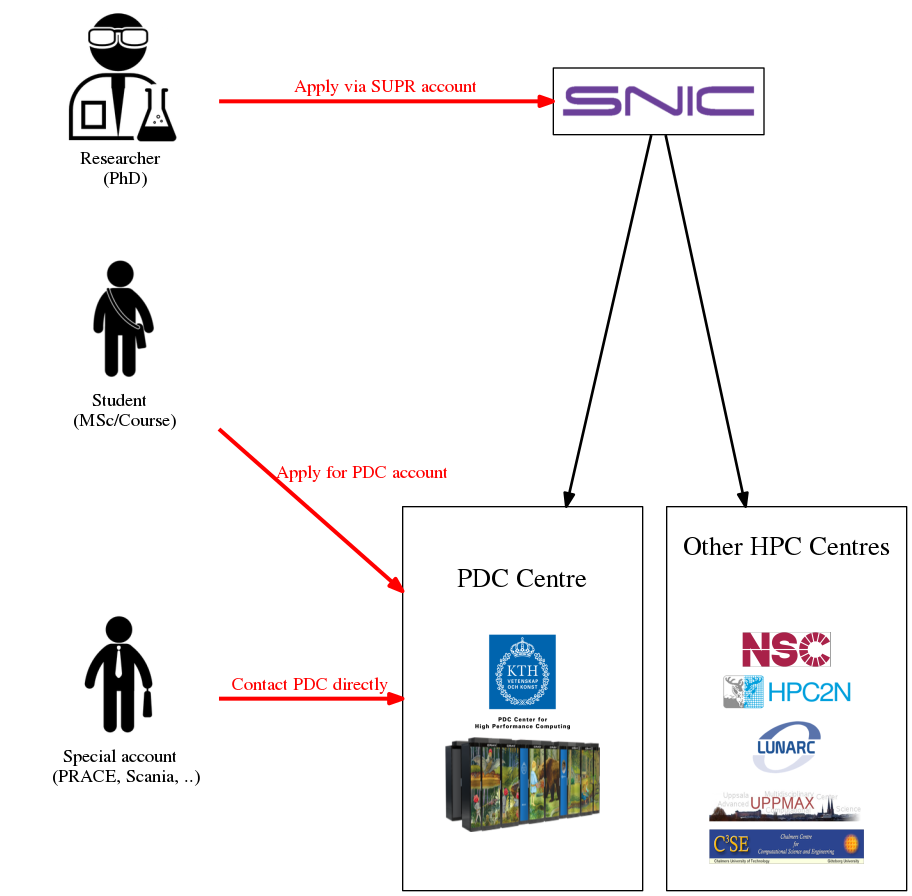 Apply via SUPR account
SNIC
Researcher
(PhD)
Student
(MSc/Course)
Apply for PDC account
Other HPC Centres
PDC Centre
NSC
KTH
VETENSKAP
OCH KONST
HPC2N
Contact PDC directly
PDC Center for
High Performance Computing
LUNARC
Special account
(PRACE, Scania, ..)
Uppsala Multidisciplinary Center
Advanced UPPMAX Science
C3SE
Chalmers Centre
for
Computational Science and Engineering
Chalmers University of Technology Göteborg University